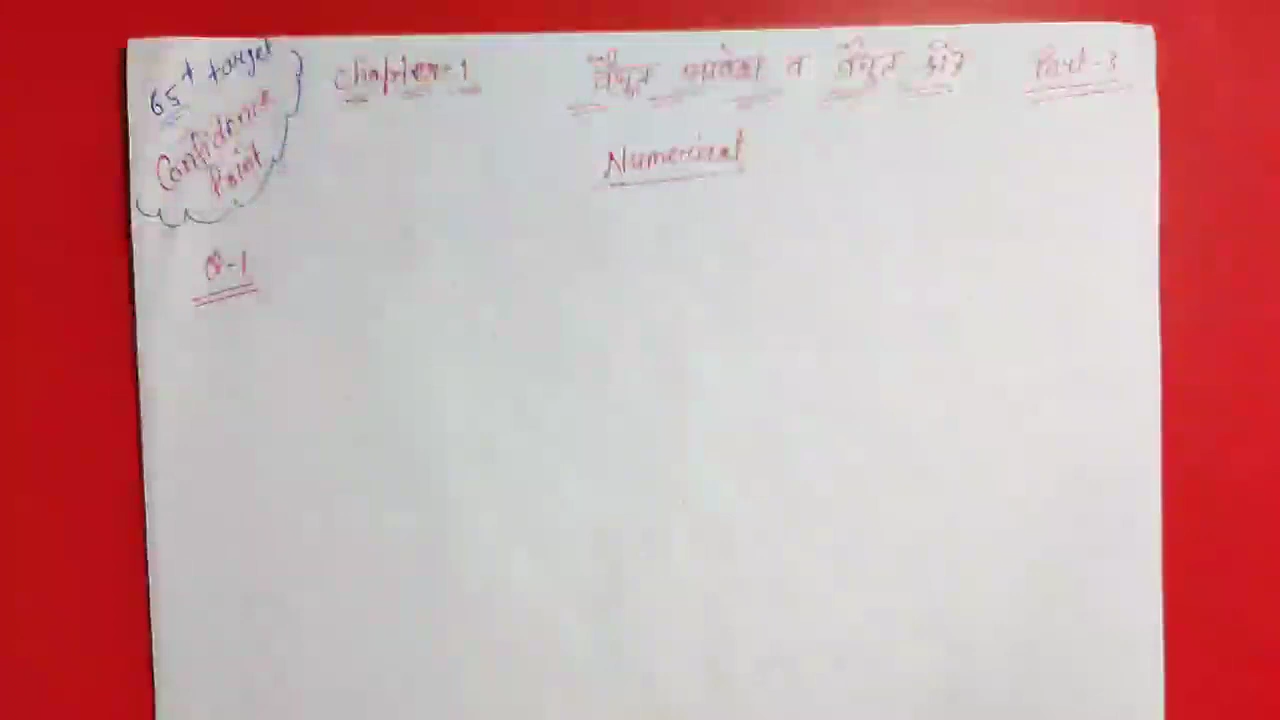 65+ target
Confidence
Point
Chapter-1 वैद्युत आवेश व वैद्युत क्षेत्र Part-3
Numerical
Q-1